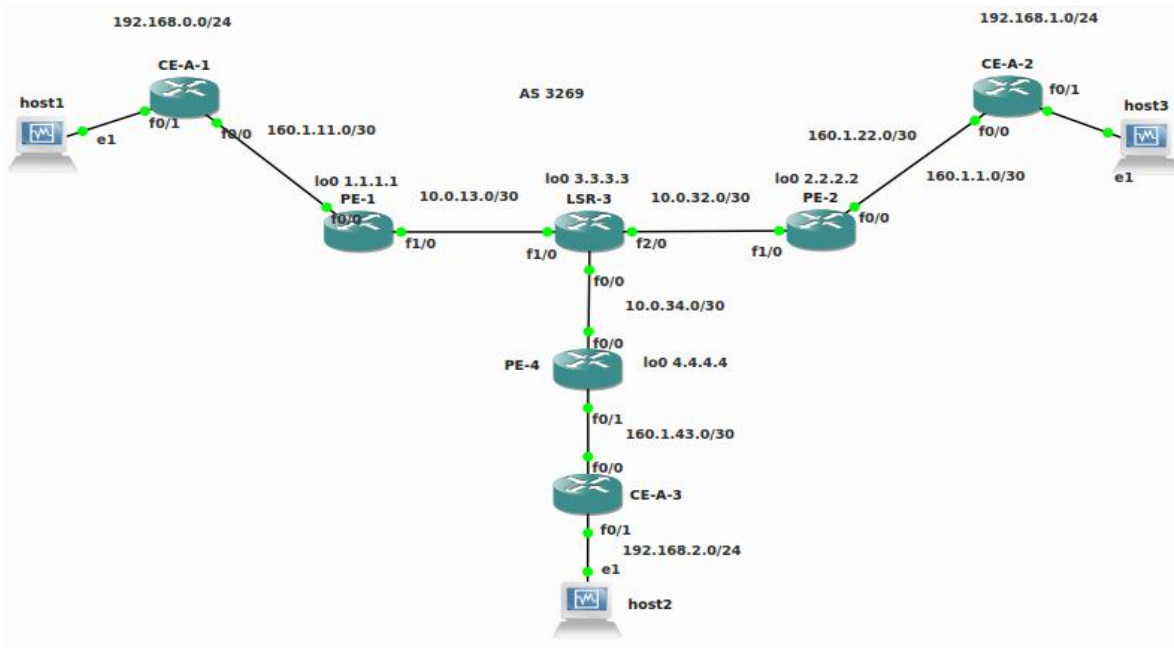 192.168.0.0/24
192.168.1.0/24
CE-A-1
CE-A-2
AS 3269
host1
f0/1
host3
e1
f0/1
f0/0
160.1.11.0/30
160.1.22.0/30
f0/0
e1
lo0 1.1.1.1
lo0 3.3.3.3
lo0 2.2.2.2
160.1.1.0/30
PE-1
10.0.13.0/30
LSR-3
10.0.32.0/30
PE-2
f0/0
f0/0
f1/0
f1/0
f2/0
f1/0
f0/0
10.0.34.0/30
f0/0
PE-4
lo0 4.4.4.4
f0/1
160.1.43.0/30
f0/0
CE-A-3
f0/1
192.168.2.0/24
e1
host2